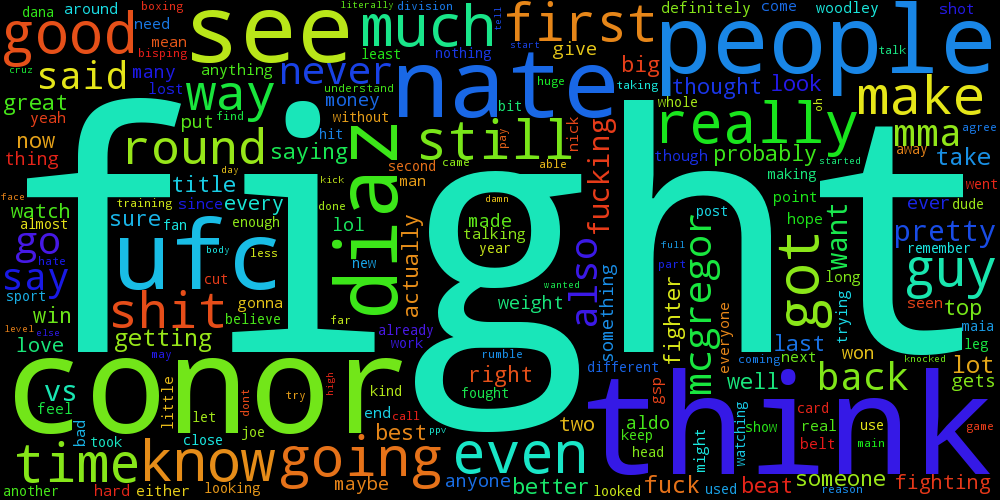 dana
around
boxing
need
good
mean
bisping
cruz
said
many
anything
lost
great
yeah
put
find
now
thing
see
way
round
saying
literally
division
much
least
nothing
tell
start
first
give
never
understand
money
without
nate
huge
big
taking
definitely
come
woodley
shot
people
talk
thought
look
whole
oh
make
really
mma
agree
away
take
though
probably
started
making
went
fight
diaz
hit
bit
pay
still
nick
fucking
second
came
able
man
day
title
kick
face
training
since
every
done
watch
almost
sure
fan
enough
lol
go
ufc
body
less
hate
say
sport
cut
new
shit
gonna
win
getting
believe
far
already
work
level
else
love
may
actually
damn
made
talking
year
wanted
weight
also
something
post
full
part
mcgregor
fighter
everyone
point
hope
ever
dude
got
want
pretty
remember
long
guy
trying
seen
top
maia
last
leg
next
won
knocked
coming
different
lot
gets
conor
vs
feel
little
let
dont
try
high
kind
rumble
right
fought
gsp
well
back
think
bad
took
close
joe
end
call
best
ppv
two
aldo
keep
head
might
watching
show
card
real
belt
use
main
game
time
know
going
even
another
hard
either
looking
maybe
anyone
better
looked
fuck
used
beat
someone
reason
fighting